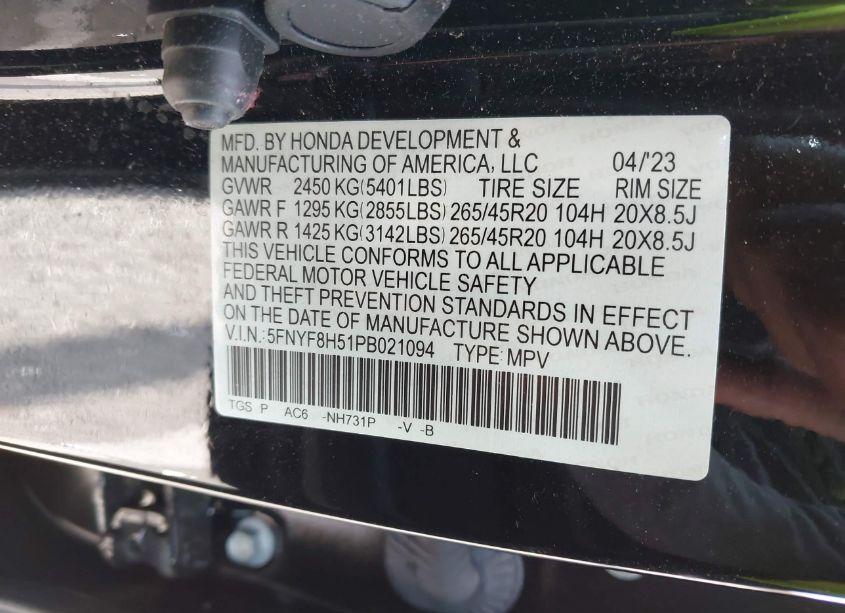 MFD. BY HONDA DEVELOPMENT &
MANUFACTURING OF AMERICA, LLC 04/'23
GVWR 2450 KG(5401LBS) TIRE SIZE RIM SIZE
GAWR F 1295 KG(2855LBS) 265/45R20 104H 20X8.5J
GAWR R 1425 KG(3142LBS) 265/45R20 104H 20X8.5J
THIS VEHICLE CONFORMS TO ALL APPLICABLE
FEDERAL MOTOR VEHICLE SAFETY
AND THEFT PREVENTION STANDARDS IN EFFECT
ON THE DATE OF MANUFACTURE SHOWN ABOVE.
V.I.N.: 5FNYF8H51PB021094 TYPE: MPV
TGS P AC6 -NH731P -V -B